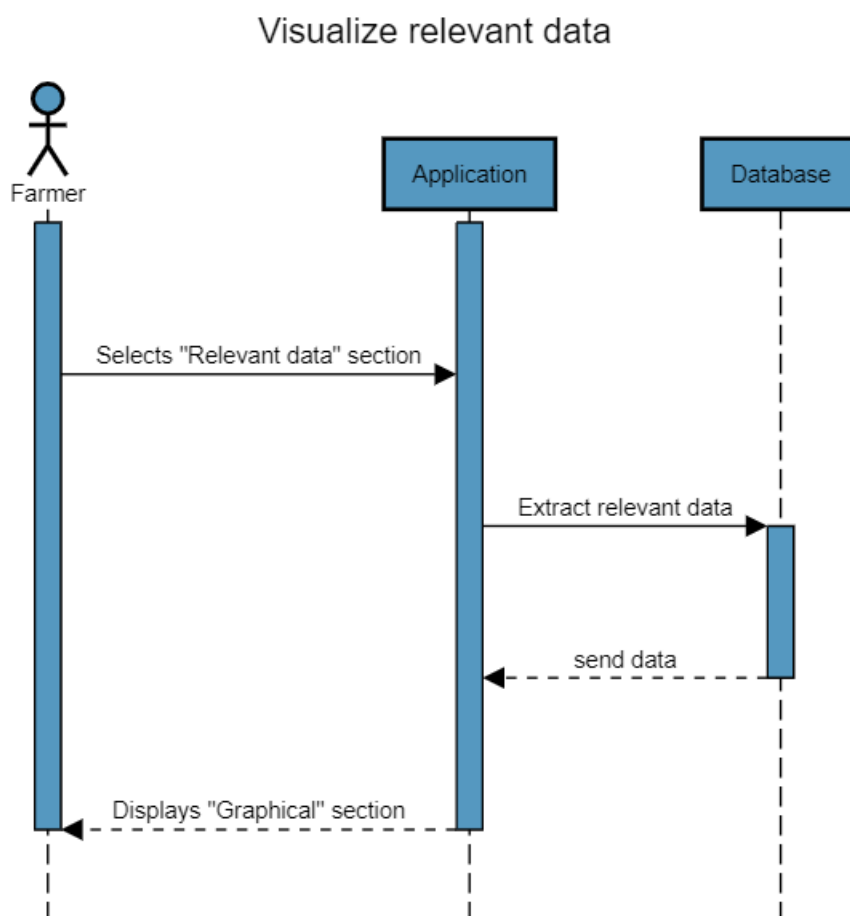 Visualize relevant data
Farmer
Application
Database
Selects "Relevant data" section
Extract relevant data
send data
Displays "Graphical" section